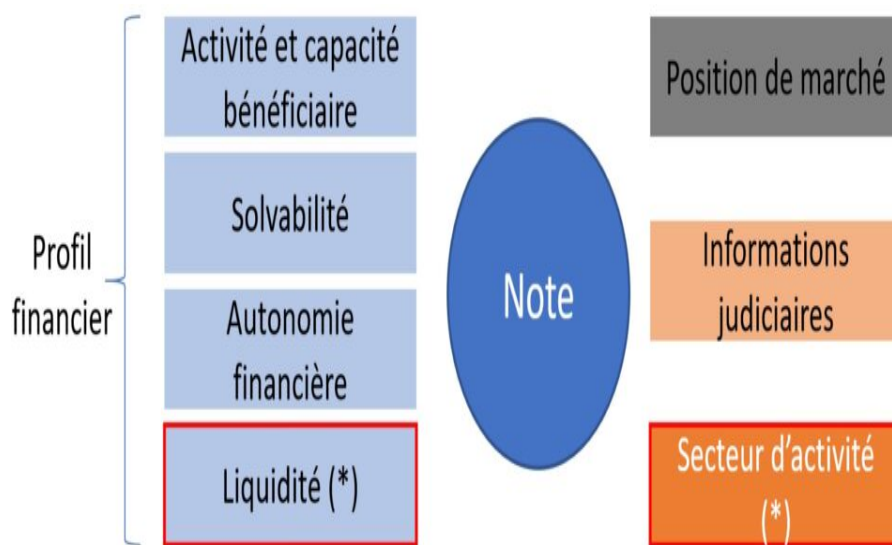 Profil
financier
Activité et capacité
bénéficiaire
Solvabilité
Autonomie
financière
Liquidité (*)
Note
Position de marché
Informations
judiciaires
Secteur d'activité
(*)